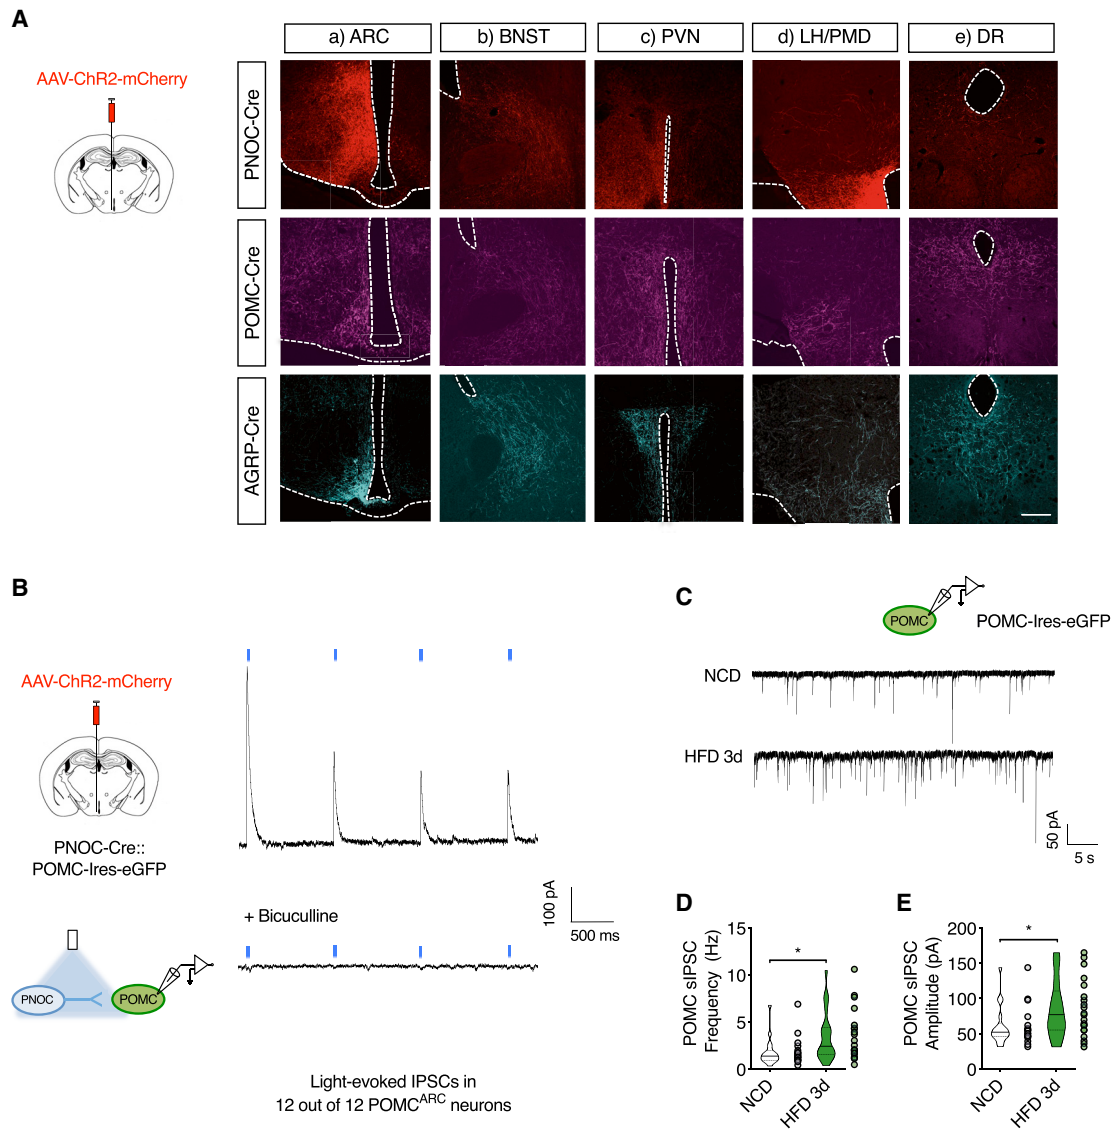 A
a) ARC
b) BNST
c) PVN
d) LH/PMD
e) DR
AAV-ChR2-mCherry
PNOC-Cre
POMC-Cre
AGRP-Cre
B
AAV-ChR2-mCherry
PNOC-Cre::
POMC-Ires-eGFP
+ Bicuculline
100 pA
500 ms
PNOC
POMC
Light-evoked IPSCs in
12 out of 12 POMCᴬᴿᶜ neurons
C
POMC
POMC-Ires-eGFP
NCD
HFD 3d
50 pA
5 s
D
POMC sIPSC
Frequency (Hz)
15
10
5
0
*
NCD
HFD 3d
E
POMC sIPSC
Amplitude (pA)
200
150
100
50
0
*
NCD
HFD 3d